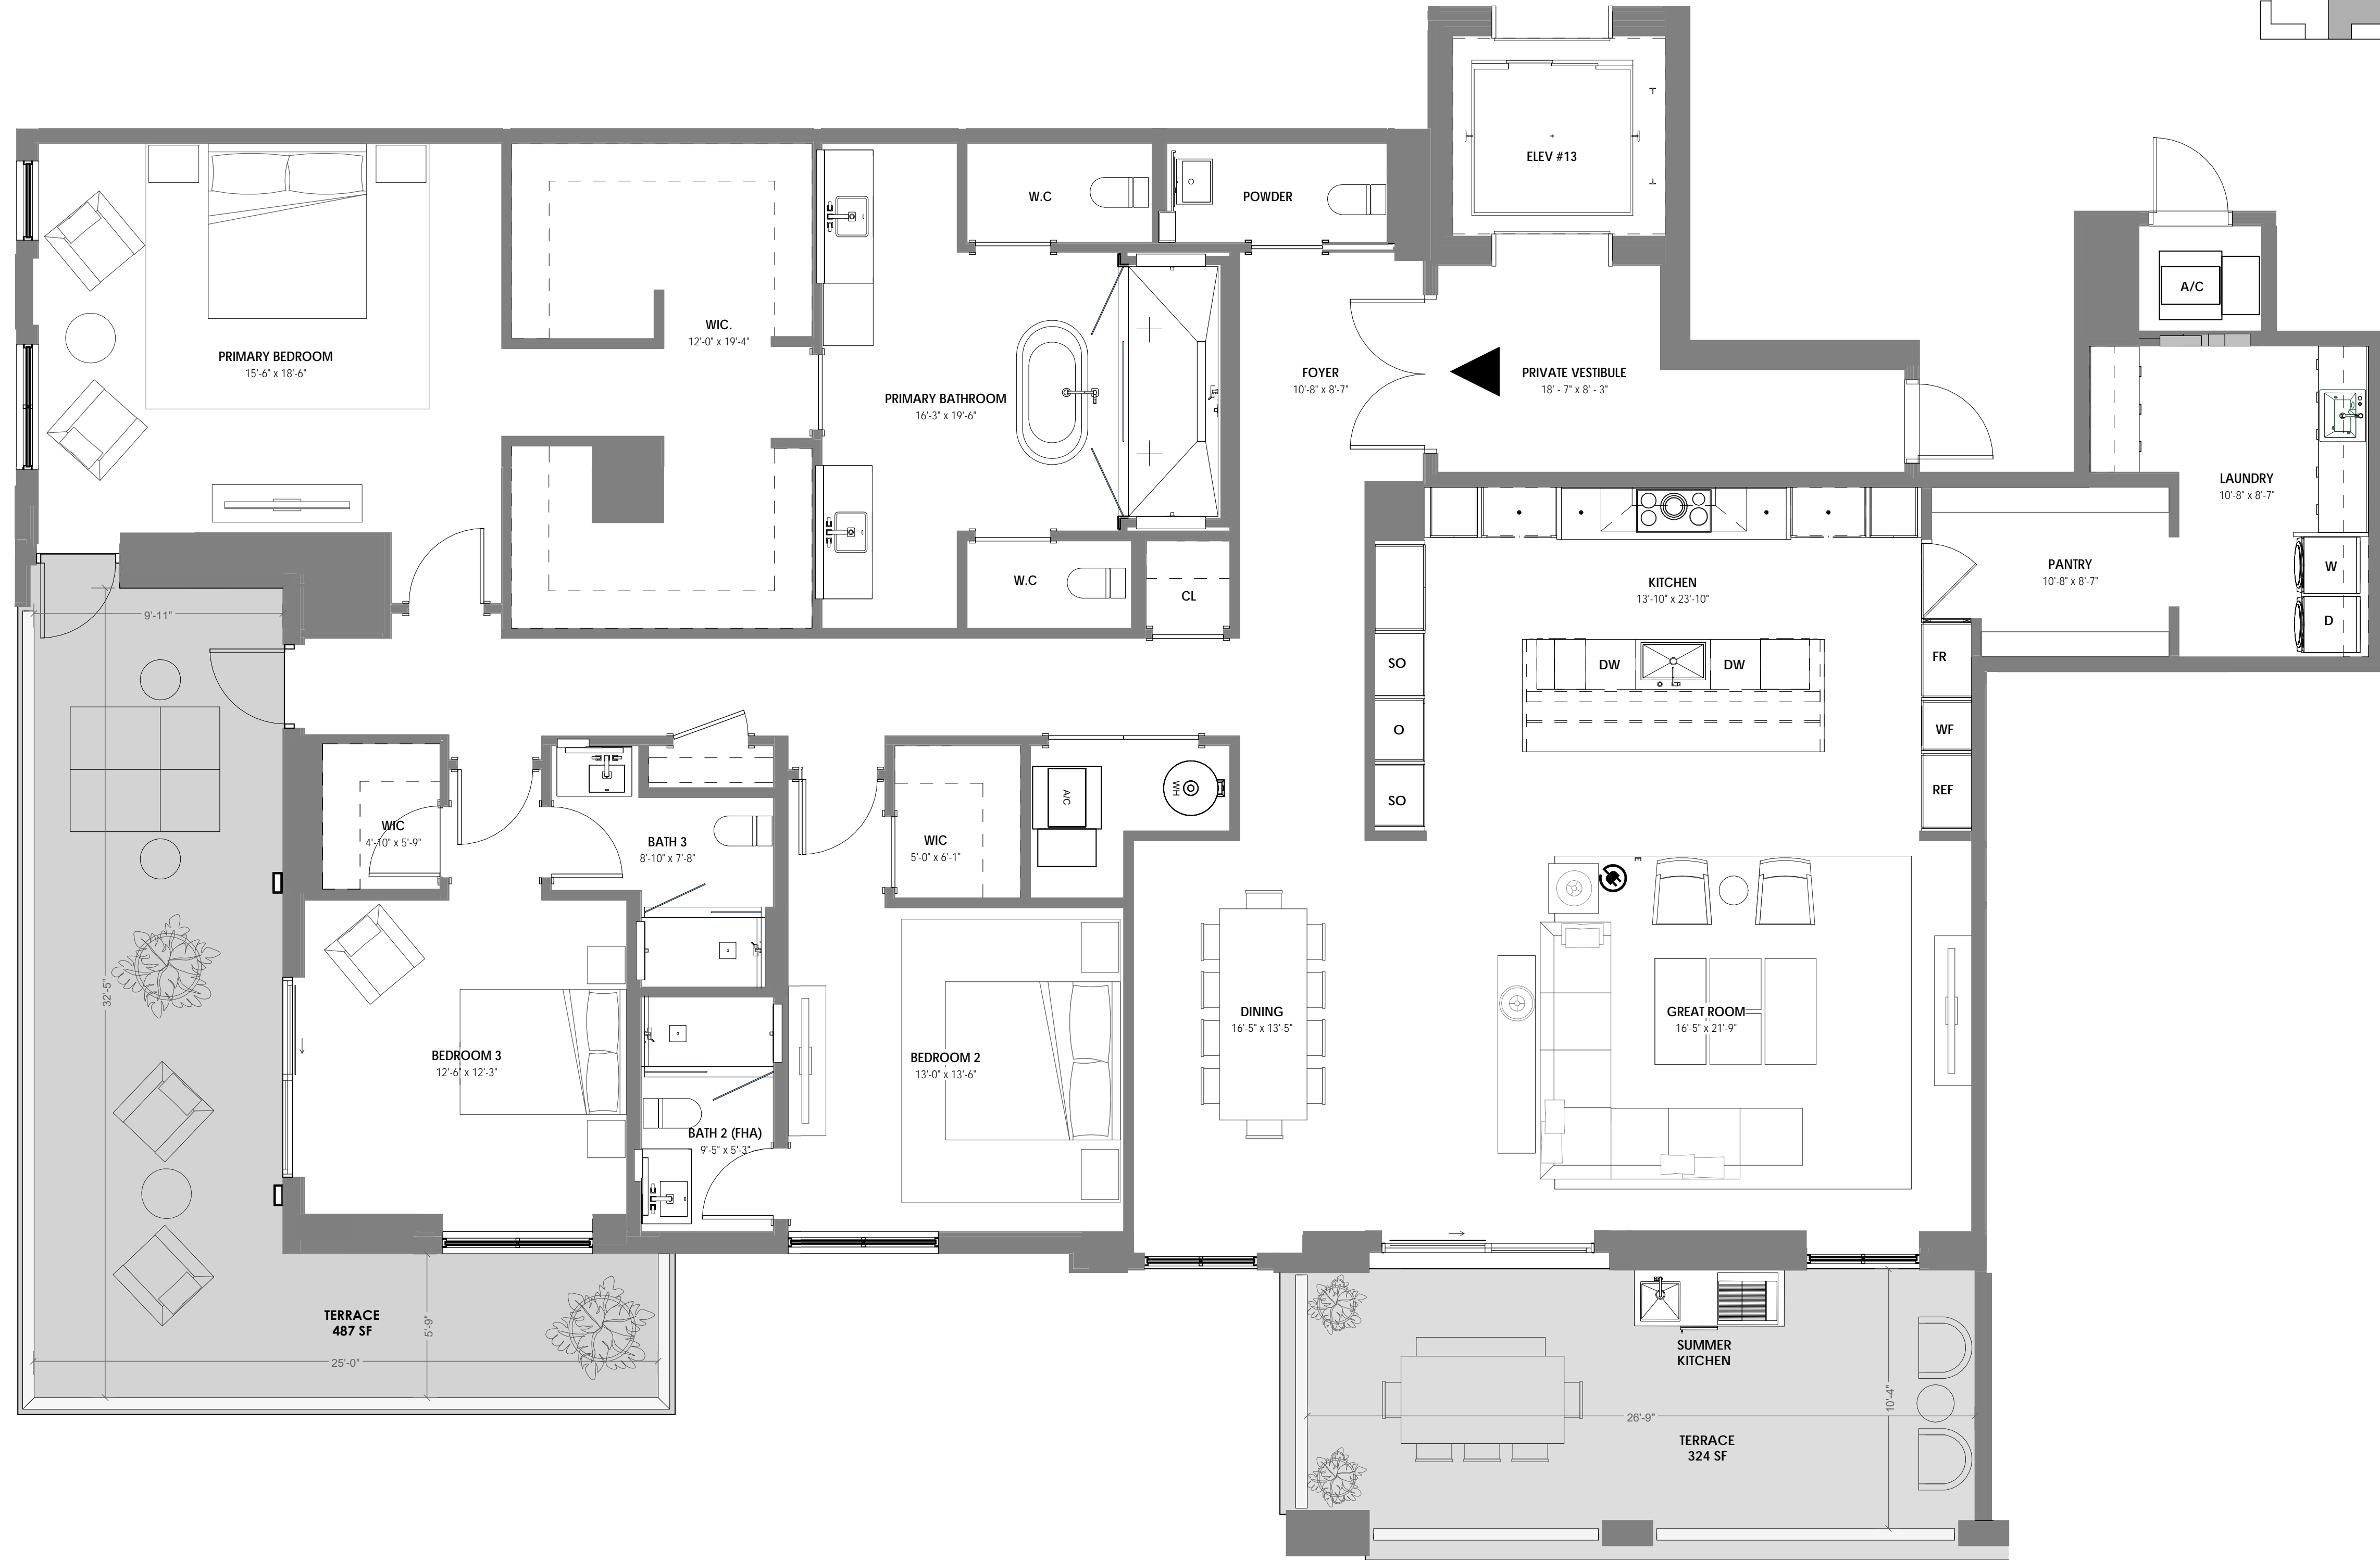 ELEV #13
W.C
POWDER
A/C
WIC.
12'-0" x 19'-4"
PRIMARY BEDROOM
15'-6" x 18'-6"
PRIMARY BATHROOM
16'-3" x 19'-6"
FOYER
10'-8" x 8'-7"
PRIVATE VESTIBULE
18' - 7" x 8' - 3"
LAUNDRY
10'-8" x 8'-7"
W.C
CL
KITCHEN
13'-10" x 23'-10"
PANTRY
10'-8" x 8'-7"
W
D
9'-11"
SO
DW
DW
FR
O
WF
SO
REF
WIC
4'-10" x 5'-9"
BATH 3
8'-10" x 7'-8"
WIC
5'-0" x 6'-1"
A/C
WH
E
32'-5"
DINING
16'-5" x 13'-5"
GREAT ROOM
16'-5" x 21'-9"
BEDROOM 3
12'-6" x 12'-3"
BEDROOM 2
13'-0" x 13'-6"
BATH 2 (FHA)
9'-5" x 5'-3"
TERRACE
487 SF
5'-9"
25'-0"
SUMMER
KITCHEN
10'-4"
26'-9"
TERRACE
324 SF